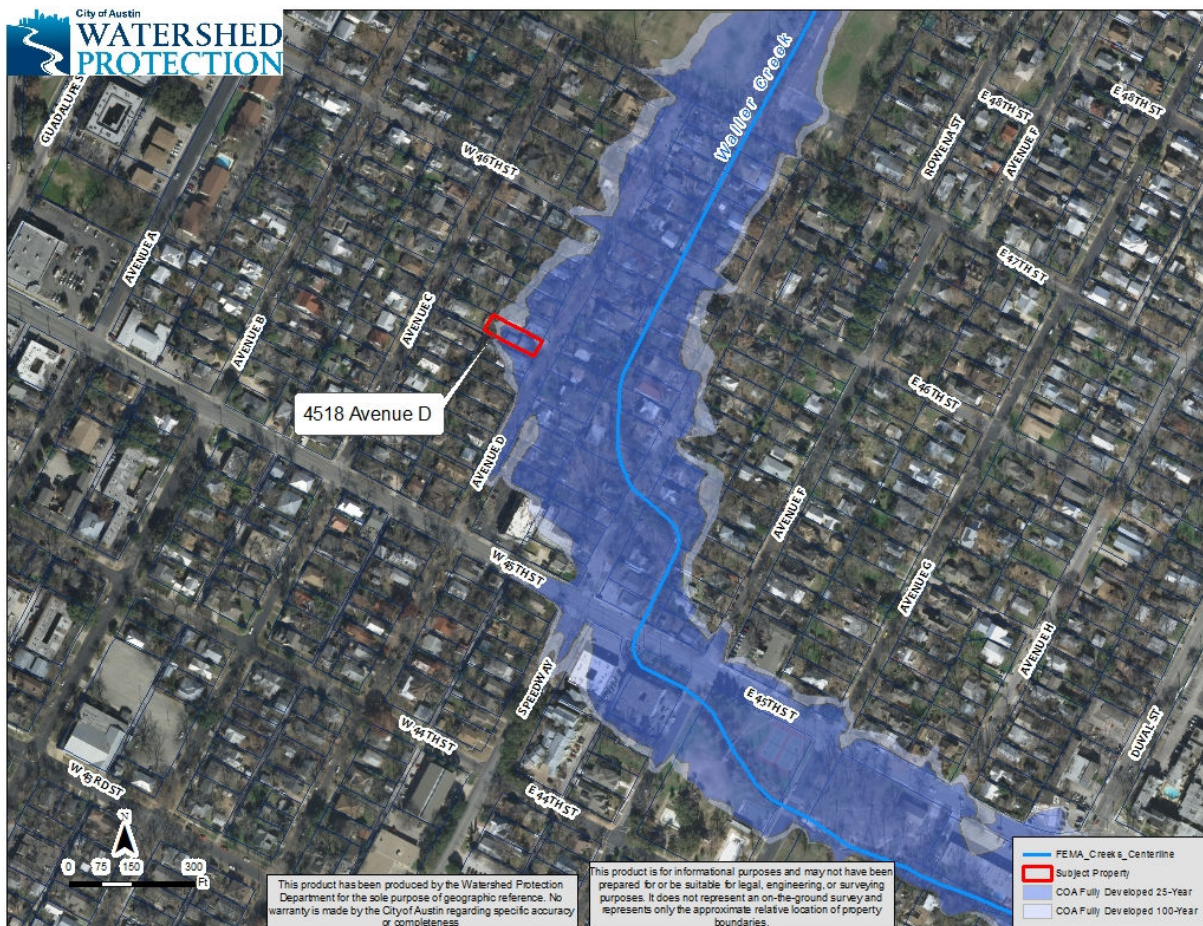 City of Austin
WATERSHED
PROTECTION
GUADALUPE S
Waller Creek
E 48TH ST
E 48TH ST
ROWENA ST
AVENUE F
W 46TH ST
AVENUE A
E 47TH ST
AVENUE C
AVENUE B
4518 Avenue D
E 46TH ST
AVENUE D
AVENUE F
W 45TH ST
AVENUE G
AVENUE H
SPEEDWAY
E 45TH ST
W 44TH ST
DUVAL ST
W 43RD ST
E 44TH ST
N
0 75 150 300
Ft
This product has been produced by the Watershed Protection
Department for the sole purpose of geographic reference. No
warranty is made by the City of Austin regarding specific accuracy
or completeness
This product is for informational purposes and may not have been
prepared for or be suitable for legal, engineering, or surveying
purposes. It does not represent an on-the-ground survey and
represents only the approximate relative location of property
boundaries.
FEMA_Creeks_Centerline
Subject Property
COA Fully Developed 25-Year
COA Fully Developed 100-Year